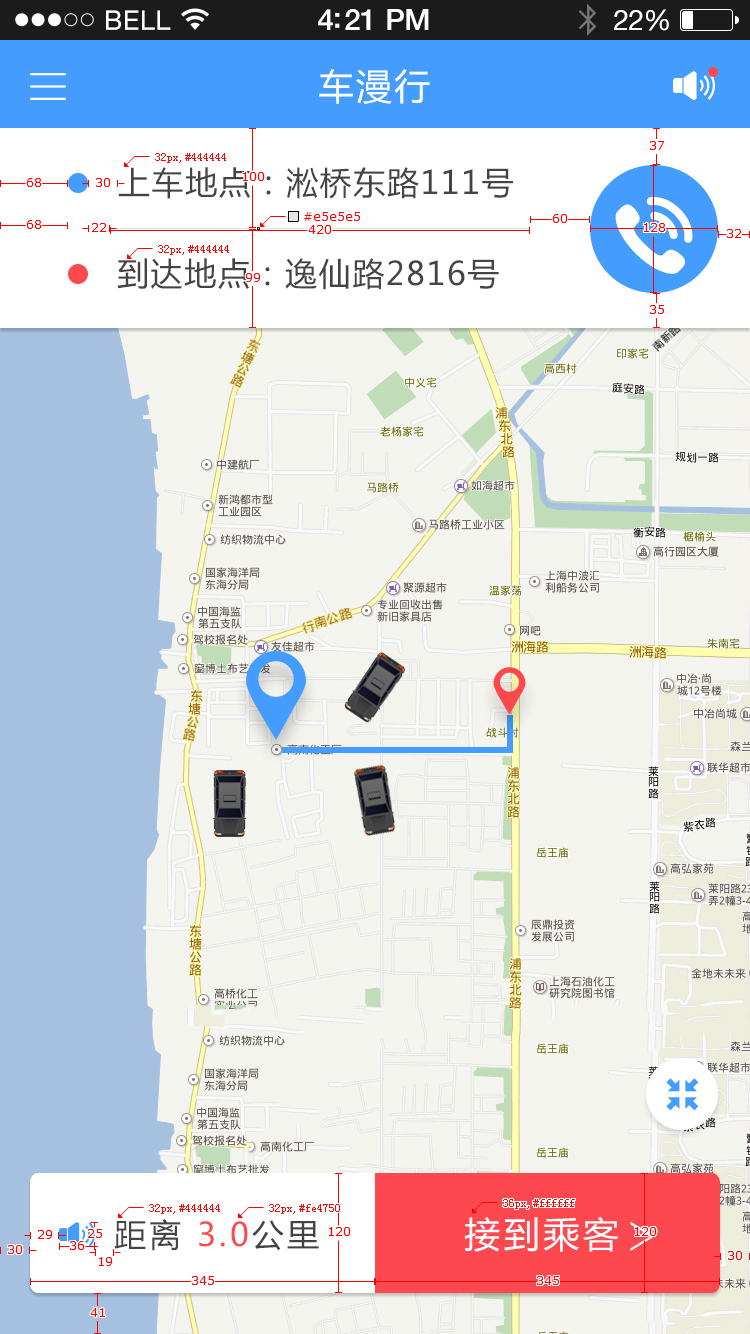 BELL 4:21 PM 22%
车漫行
37
32px, #444444
68 30 上车地点：淞桥东路111号 100
#e5e5e5
68 22 420 60 128 32
32px, #444444
到达地点：逸仙路2816号 99
35
东塘公路
南新路
印家宅
高西村
中义宅
庭安路
浦东北路
老杨家宅
规划一路
中建航厂
马路桥
如海超市
新鸿都市型
工业园区
马路桥工业小区
衡安路
椐榆头
纺织物流中心
高行园区大厦
国家海洋局
东海分局
聚源超市
温家荡
上海中波汇
利船务公司
专业回收出售
新旧家具店
中国海监
第五支队
行南公路
网吧
驾校报名处
友佳超市
洲海路
洲海路
朱南宅
东塘公路
中冶·尚
城12号楼
中冶尚城
战斗村
高南化工厂
森兰
联华超市
浦东北路
莱阳路
紫衣路
岳王庙
高弘家苑
莱阳路
莱阳路23
弄2幢3-4
辰鼎投资
发展公司
东塘公路
浦东北路
金地未未来
高桥化工
实业公司
上海石油化工
研究院图书馆
纺织物流中心
岳王庙
森兰
联华超市
国家海洋局
东海分局
中国海监
第五支队
驾校报名处
高南化工厂
岳王庙
窗博士布艺批发
高弘家苑
32px, #444444 32px, #fe4750 36px, #ffffff
29 36 25 距离 3.0公里 120 接到乘客 > 120
30 19 30
345 345
41